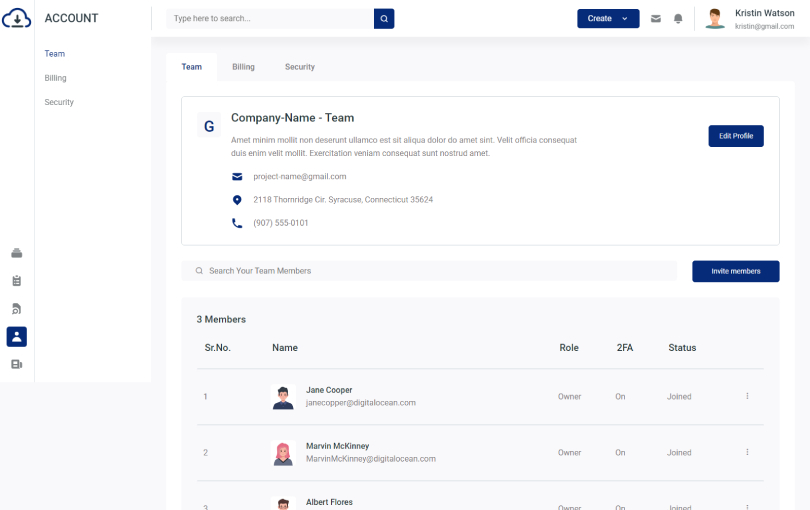 ACCOUNT
Type here to search...
Create
Kristin Watson
kristin@gmail.com
Team
Billing
Security
Team
Billing
Security
G
Company-Name - Team
Amet minim mollit non deserunt ullamco est sit aliqua dolor do amet sint. Velit officia consequat
duis enim velit mollit. Exercitation veniam consequat sunt nostrud amet.
Edit Profile
project-name@gmail.com
2118 Thornridge Cir. Syracuse, Connecticut 35624
(907) 555-0101
Search Your Team Members
Invite members
3 Members
Sr.No. Name Role 2FA Status
1 Jane Cooper Owner On Joined
janecopper@digitalocean.com
2 Marvin McKinney Owner On Joined
MarvinMcKinney@digitalocean.com
3 Albert Flores Owner On Joined